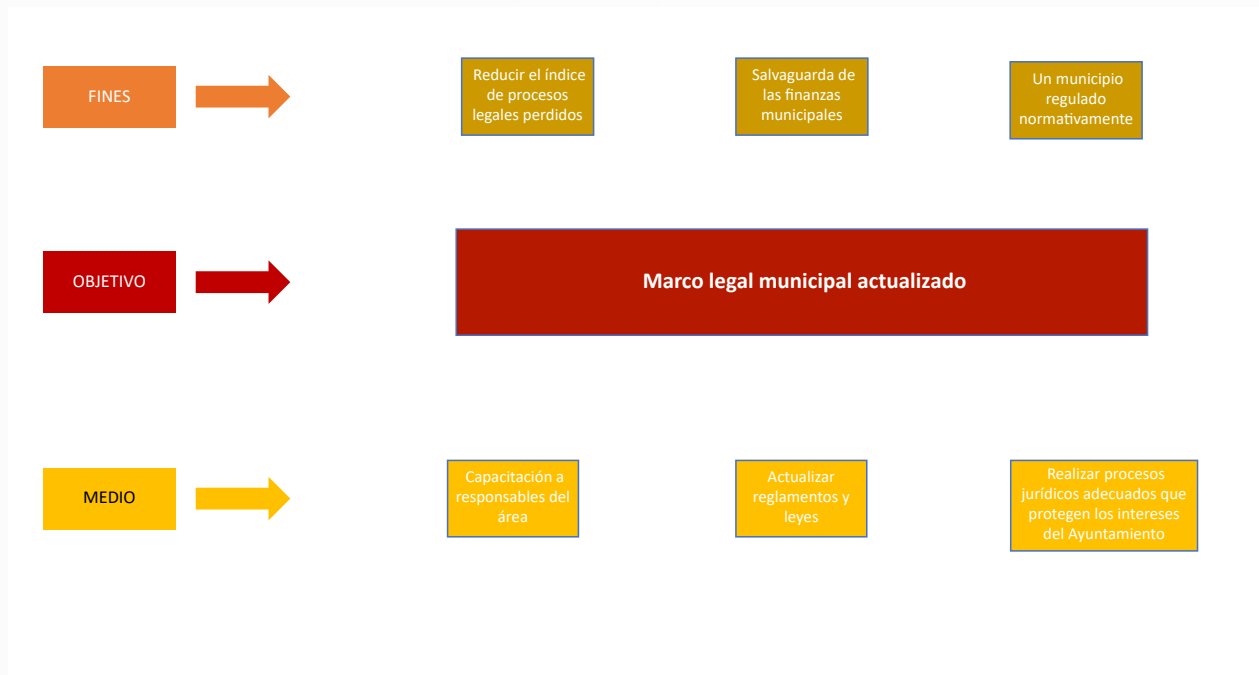 FINES
Reducir el índice
de procesos
legales perdidos
Salvaguarda de
las finanzas
municipales
Un municipio
regulado
normativamente
OBJETIVO
Marco legal municipal actualizado
MEDIO
Capacitación a
responsables del
área
Actualizar
reglamentos y
leyes
Realizar procesos
jurídicos adecuados que
protegen los intereses
del Ayuntamiento